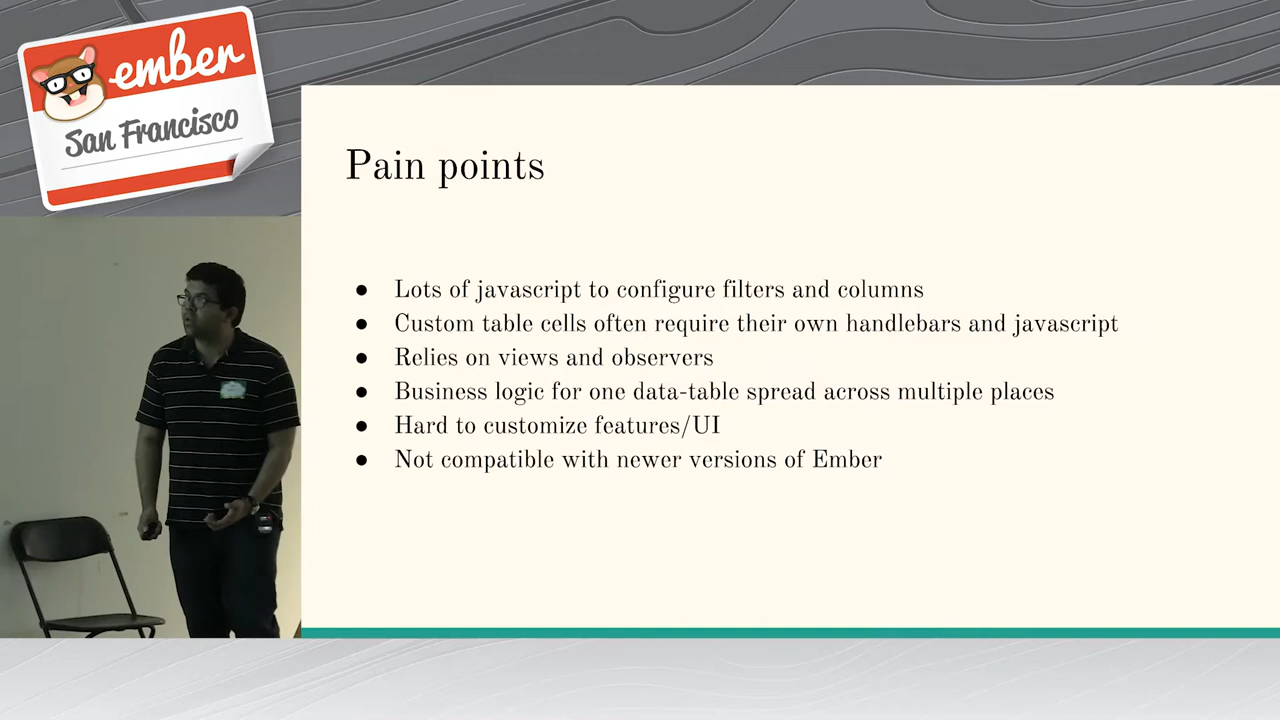 ember
San Francisco
Pain points
● Lots of javascript to configure filters and columns
● Custom table cells often require their own handlebars and javascript
● Relies on views and observers
● Business logic for one data-table spread across multiple places
● Hard to customize features/UI
● Not compatible with newer versions of Ember